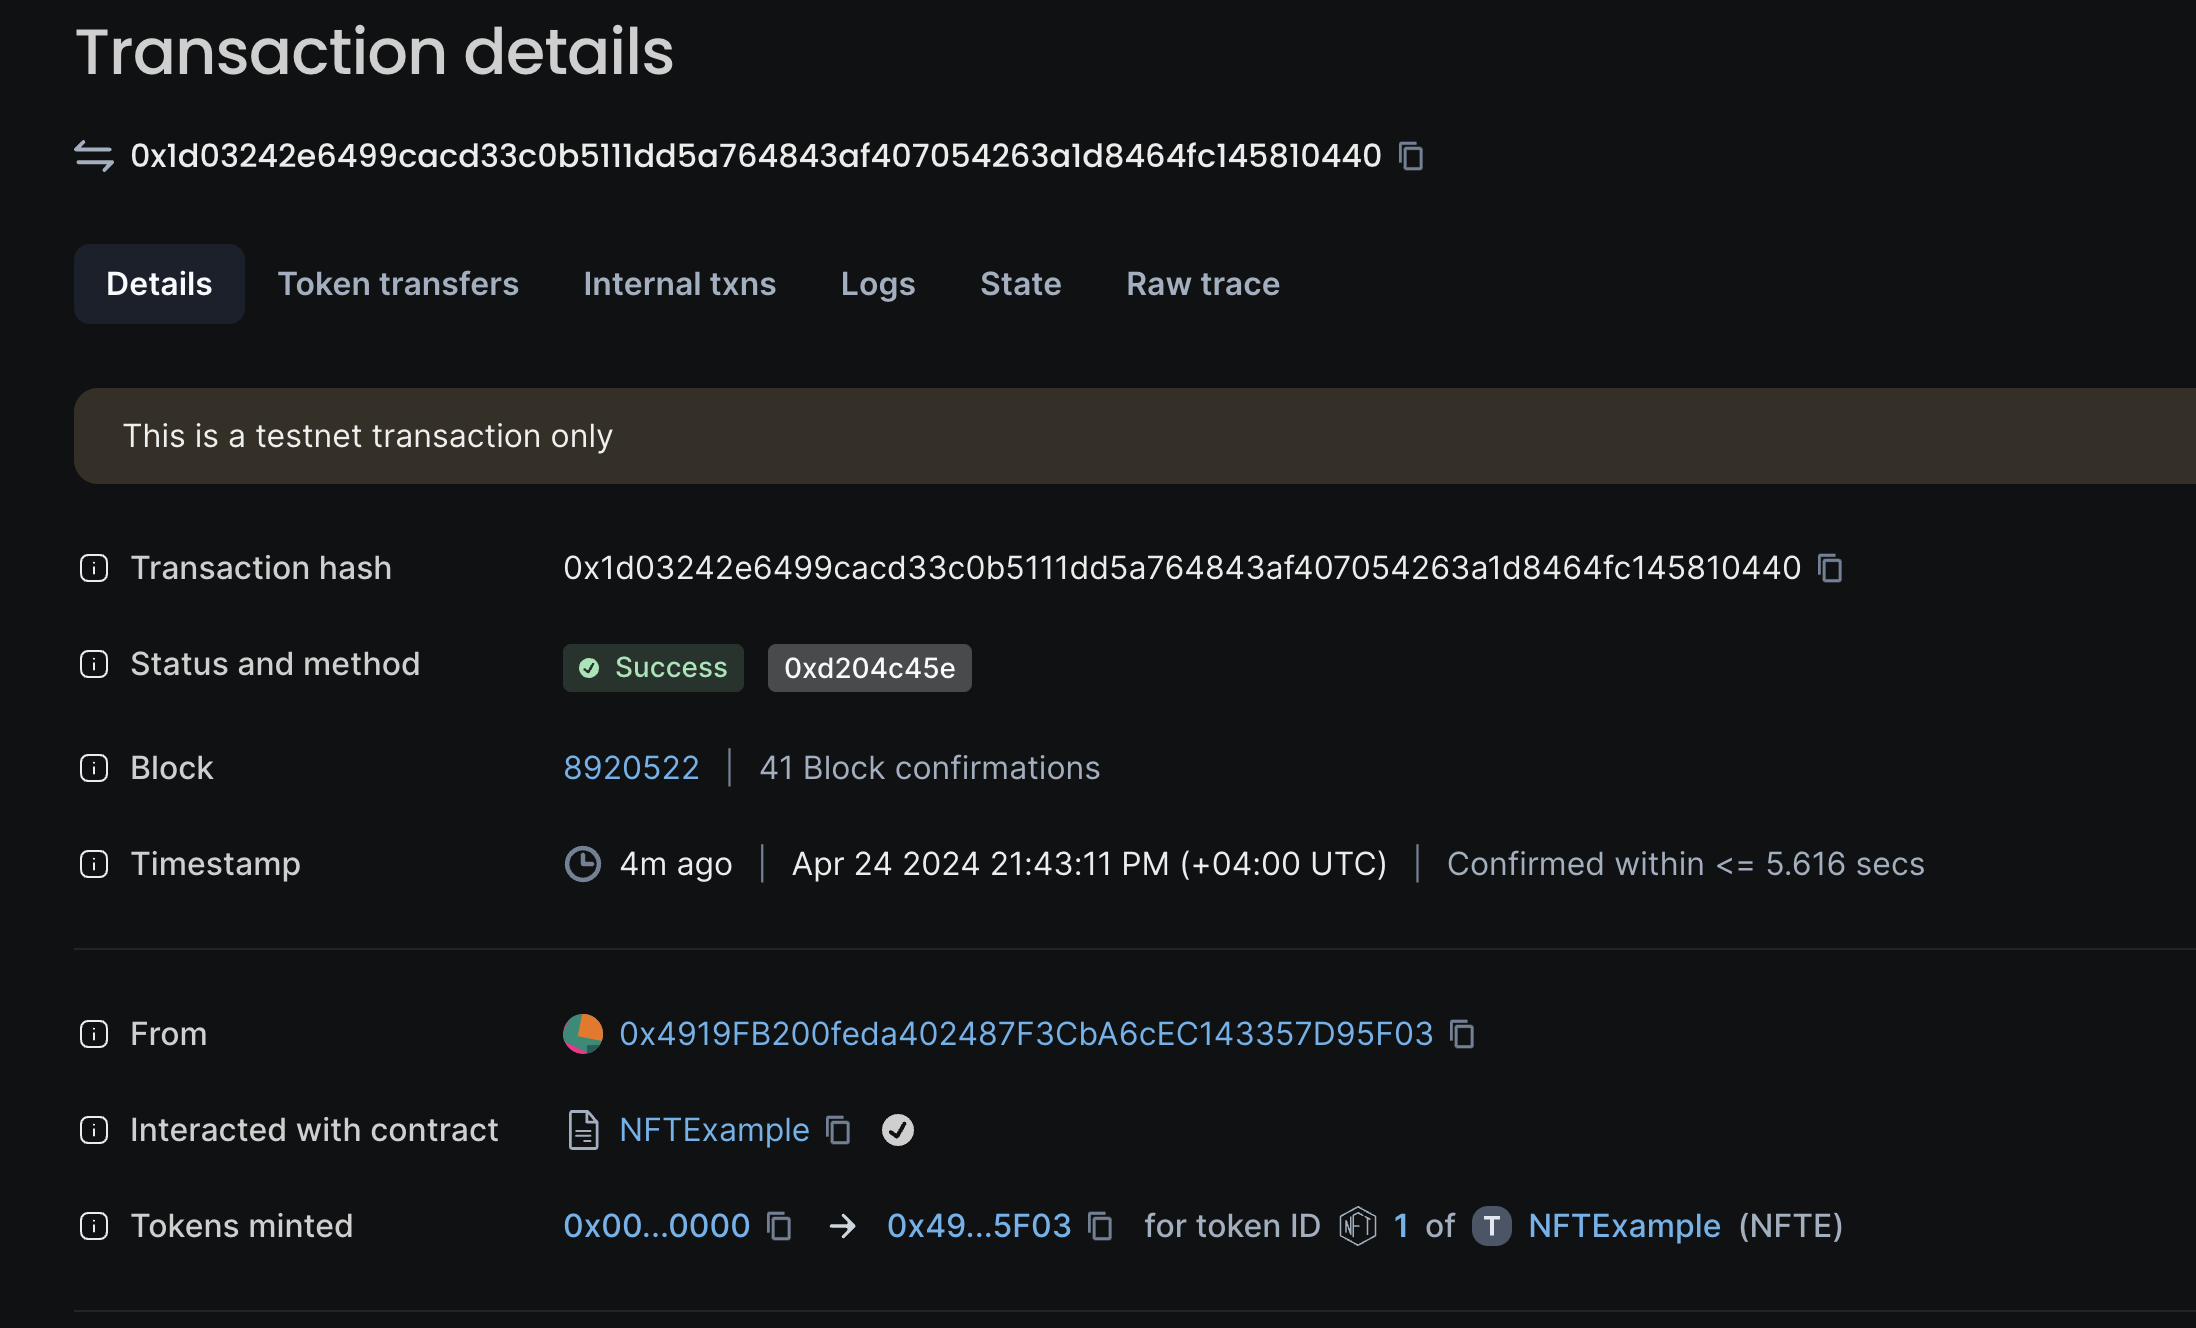 Transaction details
0x1d03242e6499cacd33c0b5111dd5a764843af407054263a1d8464fc145810440
Details Token transfers Internal txns Logs State Raw trace
This is a testnet transaction only
Transaction hash 0x1d03242e6499cacd33c0b5111dd5a764843af407054263a1d8464fc145810440
Status and method Success 0xd204c45e
Block 8920522 | 41 Block confirmations
Timestamp 4m ago | Apr 24 2024 21:43:11 PM (+04:00 UTC) | Confirmed within <= 5.616 secs
From 0x4919FB200feda402487F3CbA6cEC143357D95F03
Interacted with contract NFTExample
Tokens minted 0x00...0000 → 0x49...5F03 for token ID NFT 1 of T NFTExample (NFTE)